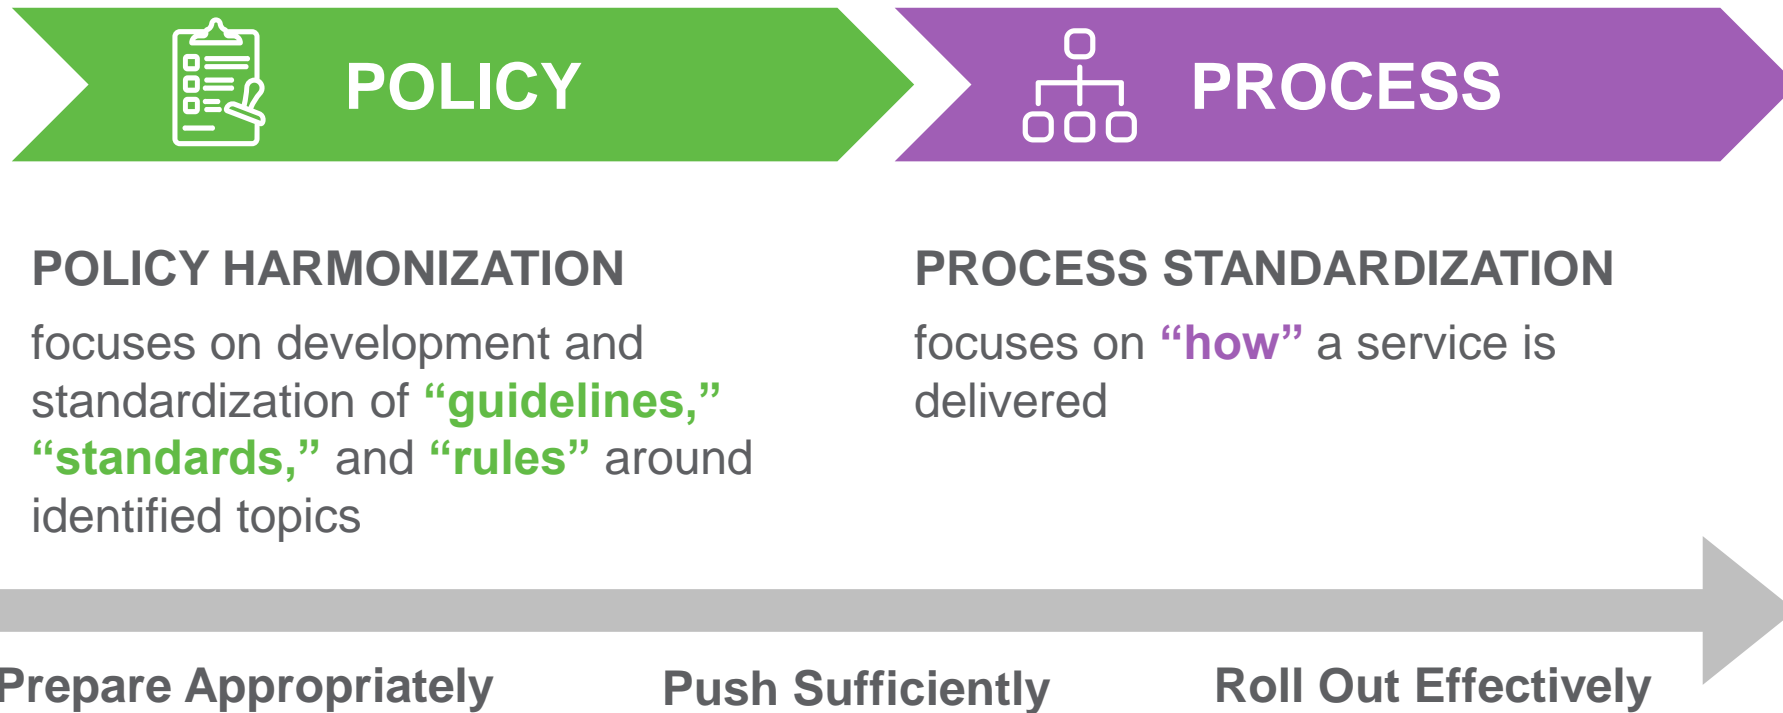 POLICY
PROCESS
POLICY HARMONIZATION
focuses on development and
standardization of “guidelines,”
“standards,” and “rules” around
identified topics
PROCESS STANDARDIZATION
focuses on “how” a service is
delivered
Prepare Appropriately
Push Sufficiently
Roll Out Effectively